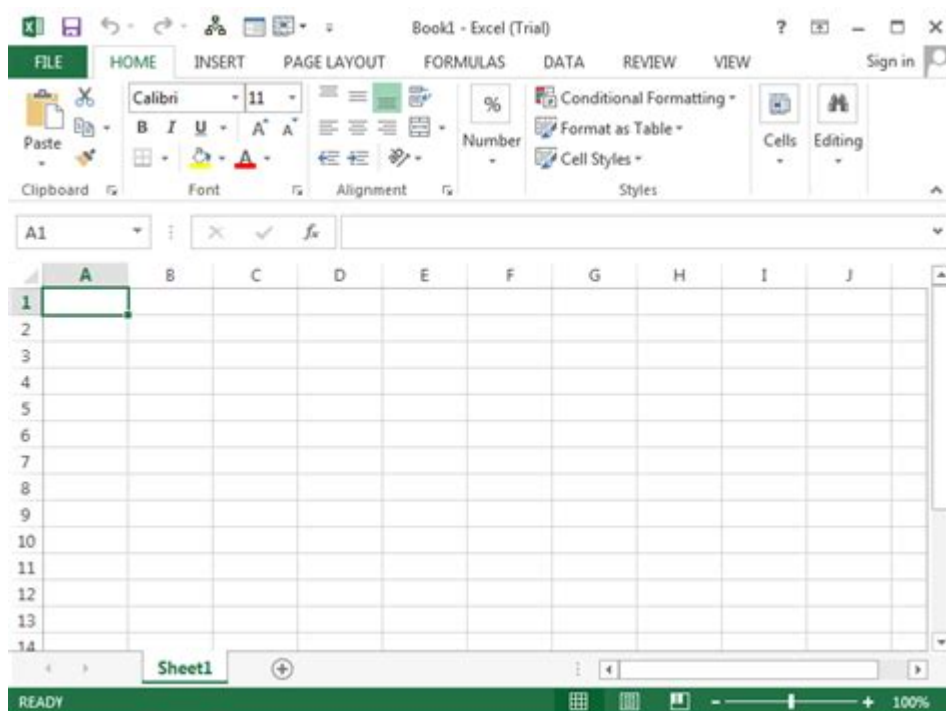 Book1 - Excel (Trial) ?
FILE HOME INSERT PAGE LAYOUT FORMULAS DATA REVIEW VIEW Sign in
Paste
Calibri 11
B I U A A
A
%
Number
Conditional Formatting
Format as Table
Cell Styles
Cells
Editing
Clipboard Font Alignment Styles
A1 fx
A B C D E F G H I J
1
2
3
4
5
6
7
8
9
10
11
12
13
14
Sheet1
READY 100%